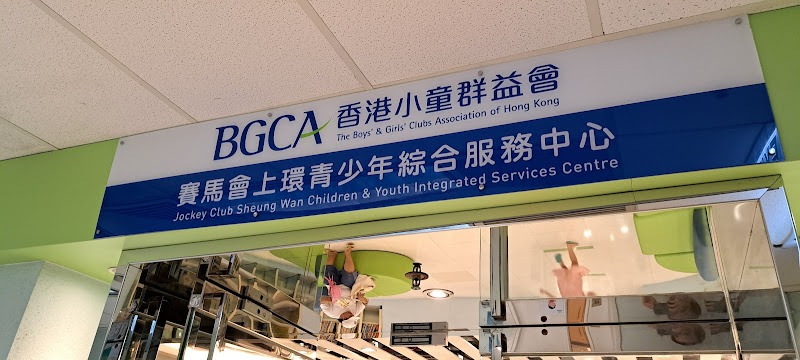 BGCA 香港小童群益會
The Boys' & Girls' Clubs Association of Hong Kong
賽馬會上環青少年綜合服務中心
Jockey Club Sheung Wan Children & Youth Integrated Services Centre